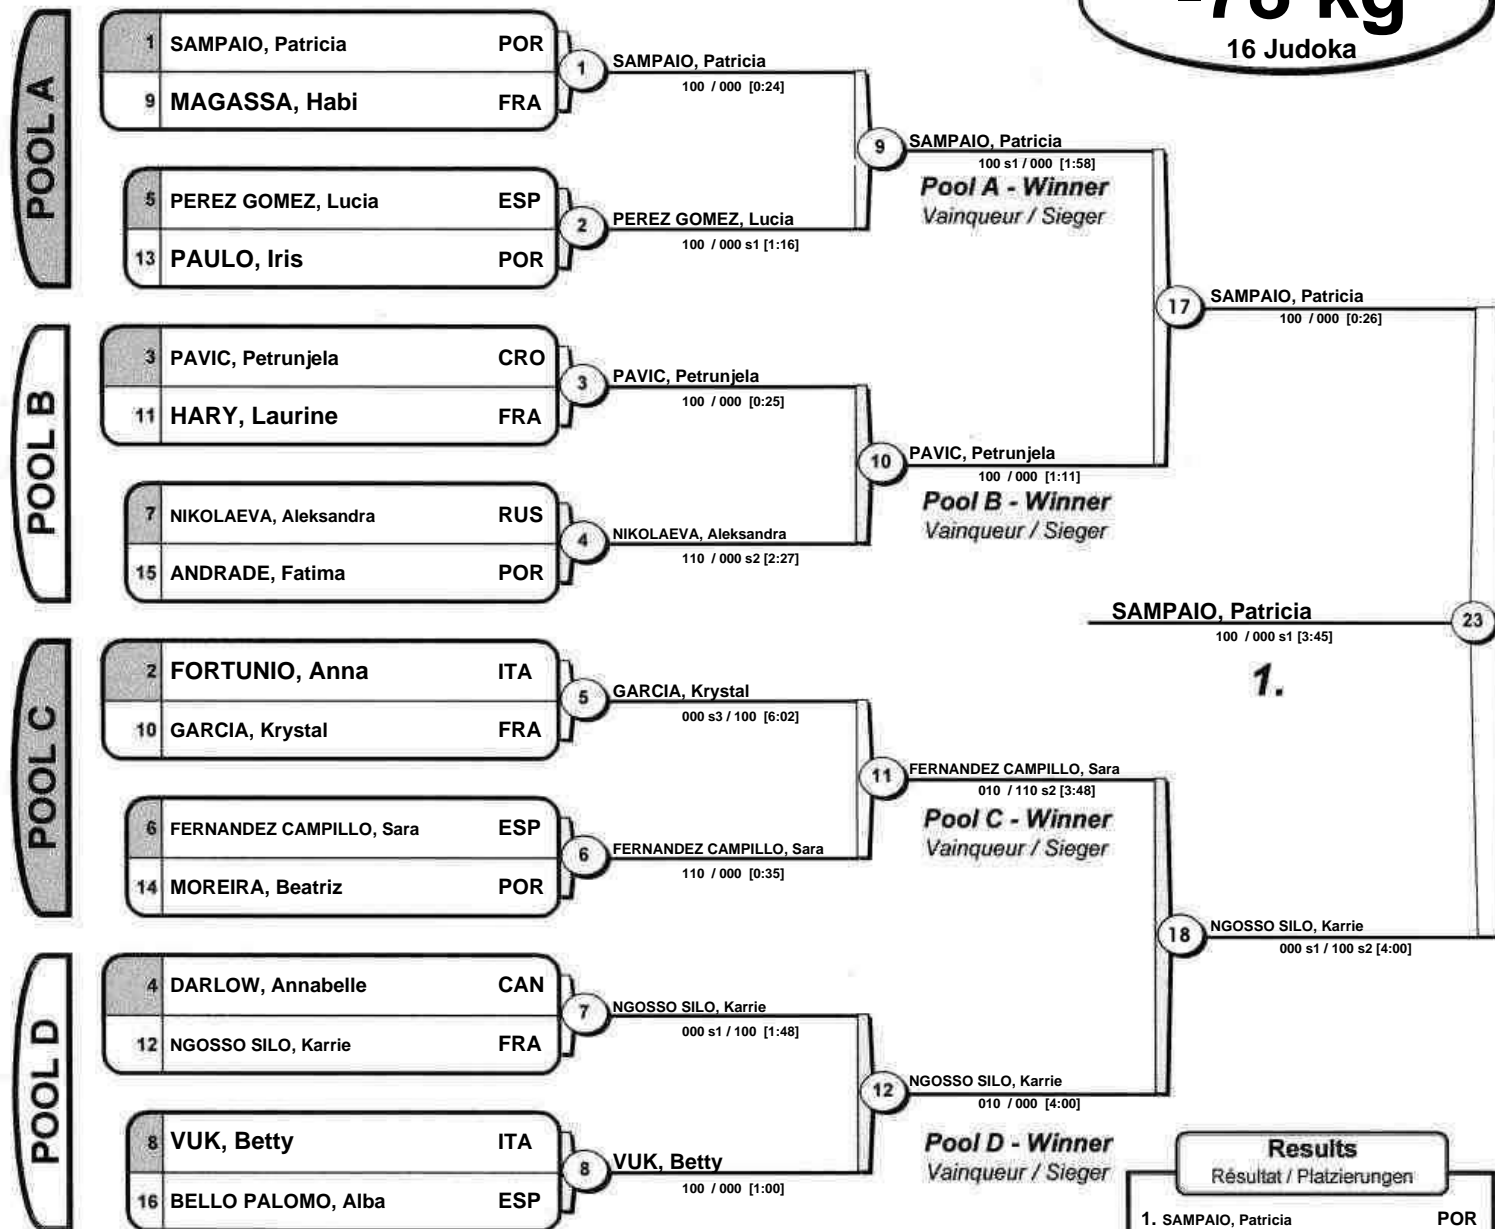 -78 kg
16 Judoka
POOL A
1 SAMPAIO, Patricia POR
9 MAGASSA, Habi FRA
1
SAMPAIO, Patricia
100 / 000 [0:24]
5 PEREZ GOMEZ, Lucia ESP
13 PAULO, Iris POR
2
PEREZ GOMEZ, Lucia
100 / 000 s1 [1:16]
9
SAMPAIO, Patricia
100 s1 / 000 [1:58]
Pool A - Winner
Vainqueur / Sieger
POOL B
3 PAVIC, Petrunjela CRO
11 HARY, Laurine FRA
3
PAVIC, Petrunjela
100 / 000 [0:25]
7 NIKOLAEVA, Aleksandra RUS
15 ANDRADE, Fatima POR
4
NIKOLAEVA, Aleksandra
110 / 000 s2 [2:27]
10
PAVIC, Petrunjela
100 / 000 [1:11]
Pool B - Winner
Vainqueur / Sieger
17
SAMPAIO, Patricia
100 / 000 [0:26]
SAMPAIO, Patricia
100 / 000 s1 [3:45]
1.
23
POOL C
2 FORTUNIO, Anna ITA
10 GARCIA, Krystal FRA
5
GARCIA, Krystal
000 s3 / 100 [6:02]
6 FERNANDEZ CAMPILLO, Sara ESP
14 MOREIRA, Beatriz POR
6
FERNANDEZ CAMPILLO, Sara
110 / 000 [0:35]
11
FERNANDEZ CAMPILLO, Sara
010 / 110 s2 [3:48]
Pool C - Winner
Vainqueur / Sieger
18
NGOSSO SILO, Karrie
000 s1 / 100 s2 [4:00]
POOL D
4 DARLOW, Annabelle CAN
12 NGOSSO SILO, Karrie FRA
7
NGOSSO SILO, Karrie
000 s1 / 100 [1:48]
8 VUK, Betty ITA
16 BELLO PALOMO, Alba ESP
8
VUK, Betty
100 / 000 [1:00]
12
NGOSSO SILO, Karrie
010 / 000 [4:00]
Pool D - Winner
Vainqueur / Sieger
Results
Résultat / Platzierungen
1. SAMPAIO, Patricia POR